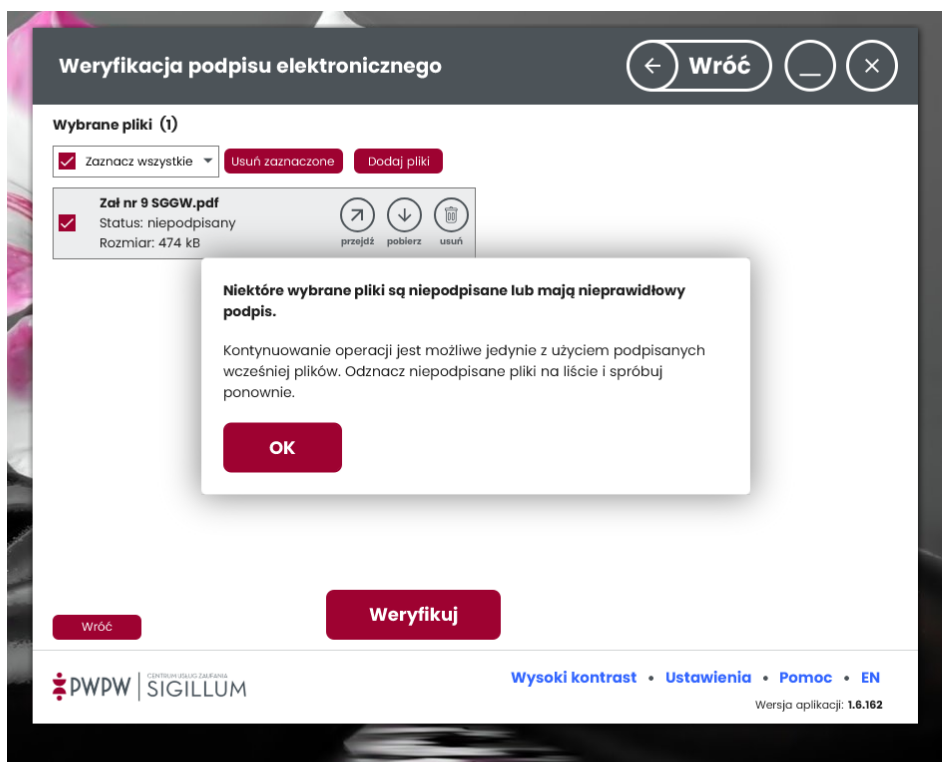 Weryfikacja podpisu elektronicznego
Wróć
Wybrane pliki (1)
Zaznacz wszystkie
Usuń zaznaczone
Dodaj pliki
Zał nr 9 SGGW.pdf
Status: niepodpisany
Rozmiar: 474 kB
przejdź
pobierz
usuń
Niektóre wybrane pliki są niepodpisane lub mają nieprawidłowy
podpis.
Kontynuowanie operacji jest możliwe jedynie z użyciem podpisanych
wcześniej plików. Odznacz niepodpisane pliki na liście i spróbuj
ponownie.
OK
Weryfikuj
Wróć
PWPW
CENTRUM USŁUG ZAUFANIA
SIGILLUM
Wysoki kontrast • Ustawienia • Pomoc • EN
Wersja aplikacji: 1.6.162